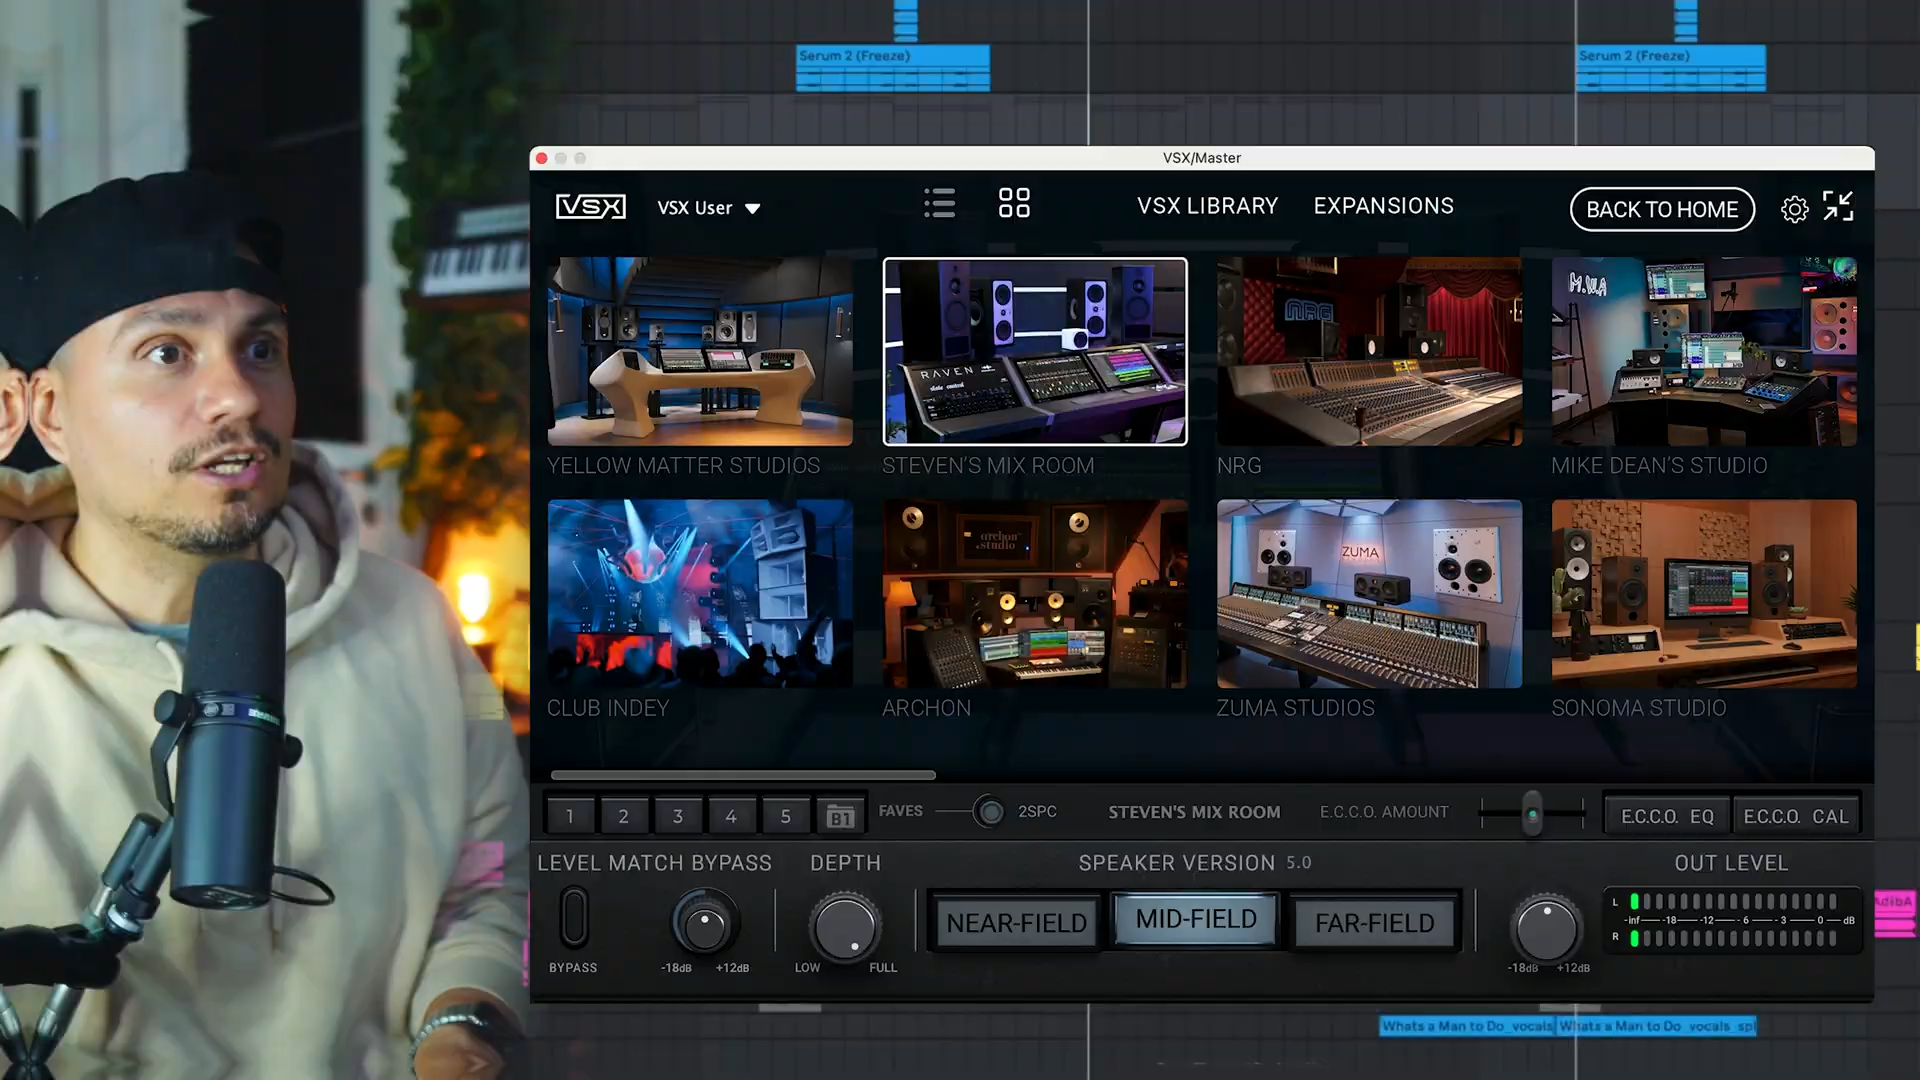 Serum 2 (Freeze)
Serum 2 (Freeze)
VSX/Master
VSX
VSX User
VSX LIBRARY
EXPANSIONS
BACK TO HOME
RAVEN
NRG
M.W.A
YELLOW MATTER STUDIOS
STEVEN'S MIX ROOM
NRG
MIKE DEAN'S STUDIO
archon
studio
ZUMA
CLUB INDEY
ARCHON
ZUMA STUDIOS
SONOMA STUDIO
1
2
3
4
5
B1
FAVES
2SPC
STEVEN'S MIX ROOM
E.C.C.O. AMOUNT
E.C.C.O. EQ
E.C.C.O. CAL
LEVEL MATCH BYPASS
DEPTH
SPEAKER VERSION 5.0
OUT LEVEL
NEAR-FIELD
MID-FIELD
FAR-FIELD
L
-inf -18 -12 -6 -3 0 dB
R
BYPASS
-18dB +12dB
LOW FULL
-18dB +12dB
Whats a Man to Do_vocals
Whats a Man to Do_vocals_spl